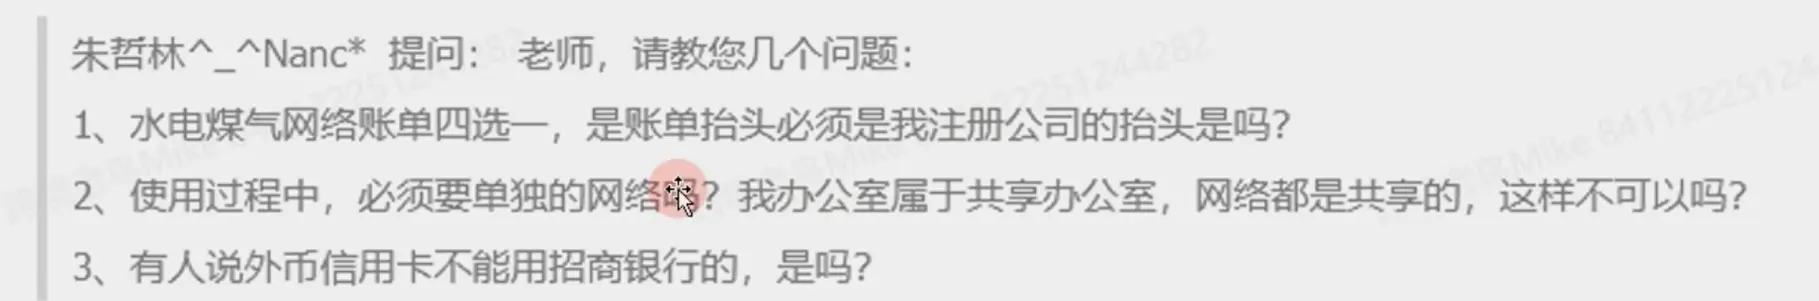 朱哲林^_^Nanc* 提问： 老师，请教您几个问题：
1、水电煤气网络账单四选一，是账单抬头必须是我注册公司的抬头是吗？
2、使用过程中，必须要单独的网络吗？我办公室属于共享办公室，网络都是共享的，这样不可以吗？
3、有人说外币信用卡不能用招商银行的，是吗？